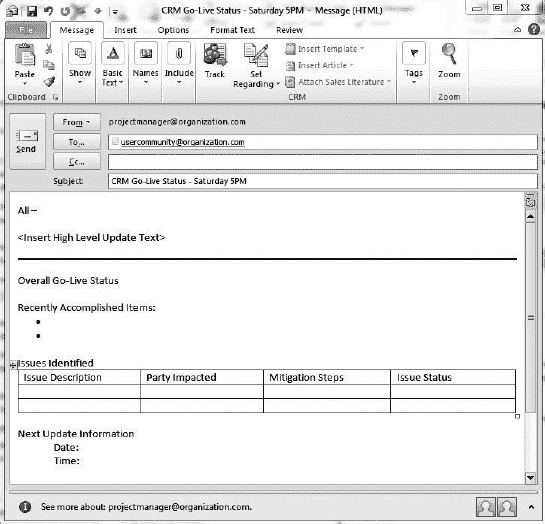 CRM Go-Live Status - Saturday 5PM - Message (HTML)
File Message Insert Options Format Text Review
Paste Show Basic Text Names Include Track Set Regarding Insert Template Insert Article Attach Sales Literature Tags Zoom
Clipboard CRM Zoom
Send
From projectmanager@organization.com
To... usercommunity@organization.com
Cc...
Subject: CRM Go-Live Status - Saturday 5PM
All –
<Insert High Level Update Text>
Overall Go-Live Status
Recently Accomplished Items:
•
•
Issues Identified
Issue Description Party Impacted Mitigation Steps Issue Status
Next Update Information
Date:
Time:
See more about: projectmanager@organization.com.